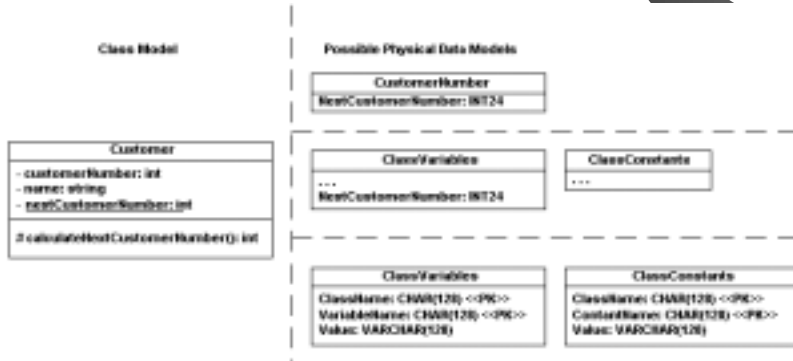 Class Model
Possible Physical Data Models
CustomerNumber
NextCustomerNumber: INT24
Customer
- customerNumber: int
- name: string
- nextCustomerNumber: int
# calculateNextCustomerNumber(): int
ClassVariables
...
NextCustomerNumber: INT24
ClassConstants
...
ClassVariables
ClassName: CHAR(128) <<PK>>
VariableName: CHAR(128) <<PK>>
Value: VARCHAR(128)
ClassConstants
ClassName: CHAR(128) <<PK>>
ContantName: CHAR(128) <<PK>>
Value: VARCHAR(128)